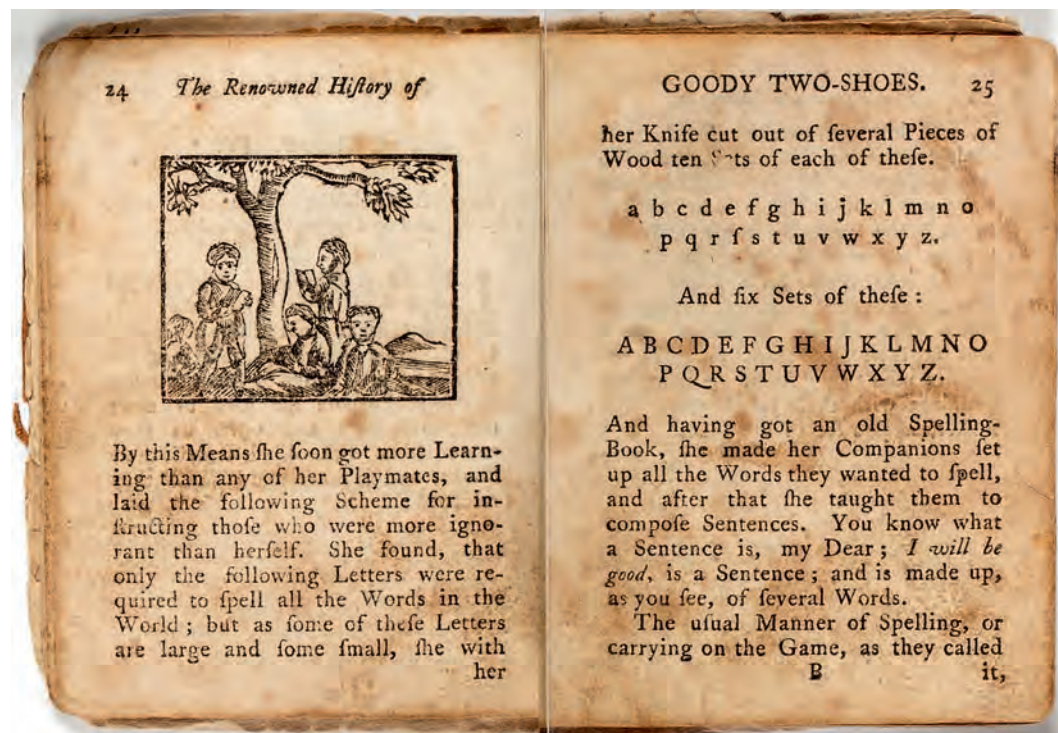 24 The Renowned Hiſtory of
By this Means ſhe ſoon got more Learn-
ing than any of her Playmates, and
laid the following Scheme for in-
ſtructing thoſe who were more igno-
rant than herſelf. She found, that
only the following Letters were re-
quired to ſpell all the Words in the
World ; but as ſome of theſe Letters
are large and ſome ſmall, ſhe with
her
GOODY TWO-SHOES. 25
her Knife cut out of ſeveral Pieces of
Wood ten Sets of each of theſe.
a b c d e f g h i j k l m n o
p q r ſ s t u v w x y z.
And ſix Sets of theſe :
A B C D E F G H I J K L M N O
P Q R S T U V W X Y Z.
And having got an old Spelling-
Book, ſhe made her Companions ſet
up all the Words they wanted to ſpell,
and after that ſhe taught them to
compoſe Sentences. You know what
a Sentence is, my Dear ; I will be
good, is a Sentence ; and is made up,
as you ſee, of ſeveral Words.
The uſual Manner of Spelling, or
carrying on the Game, as they called
B it,